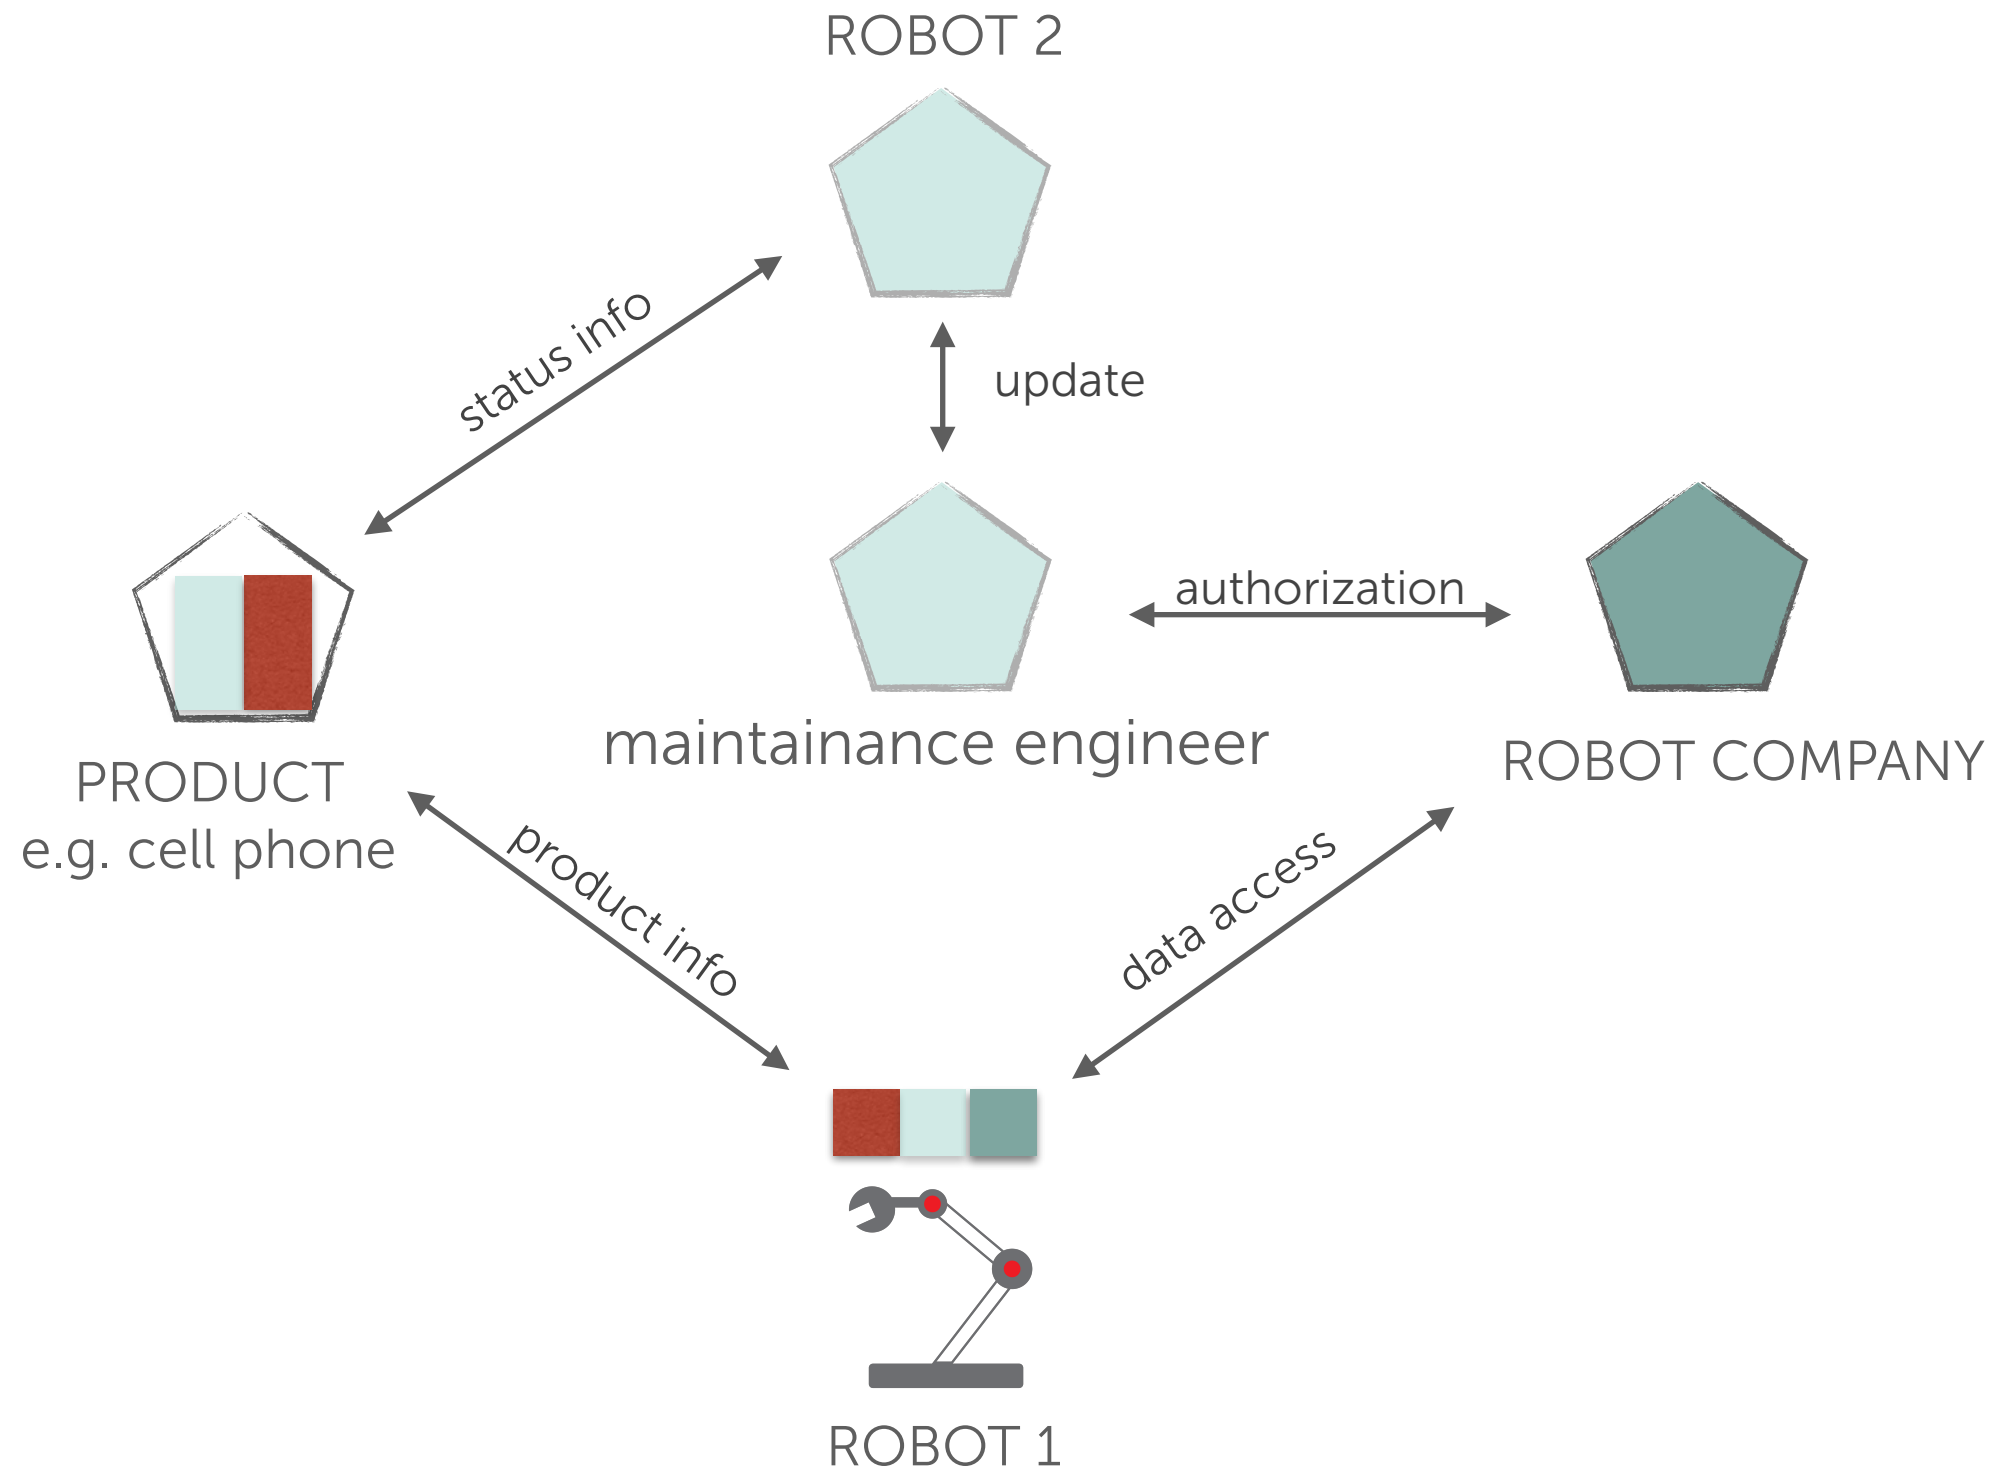 ROBOT 2
status info
update
authorization
maintainance engineer
ROBOT COMPANY
PRODUCT
e.g. cell phone
product info
data access
ROBOT 1